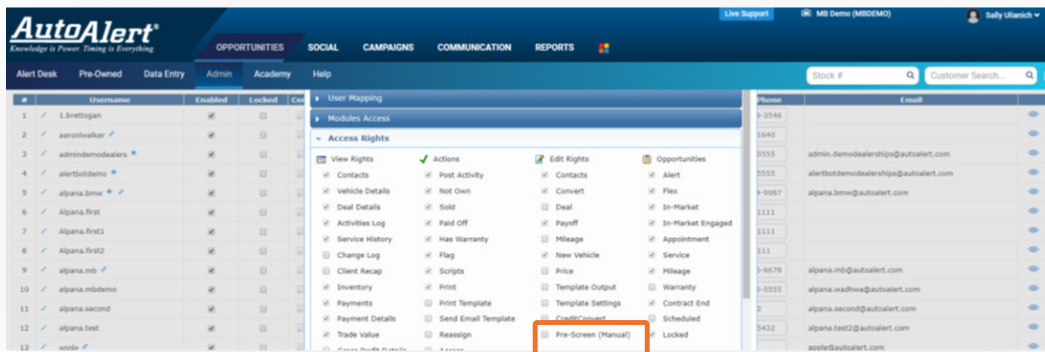 Live Support MB Demo (MBDEMO) Sally Ulianich
AutoAlert®
Knowledge is Power. Timing is Everything.
OPPORTUNITIES SOCIAL CAMPAIGNS COMMUNICATION REPORTS
Alert Desk Pre-Owned Data Entry Admin Academy Help Stock # Customer Search...
# Username Enabled Locked Phone Email
User Mapping
1 1.brettogan -3546
Modules Access
2 aaronlwalker 1640
Access Rights
3 admindemodealers 5555 admin.demodealerships@autoalert.com
View Rights Actions Edit Rights Opportunities
4 alertbotdemo 5555 alertbotdemodealerships@autoalert.com
Contacts Post Activity Contacts Alert
5 alpana.bmw -9987 alpana.bmw@autoalert.com
Vehicle Details Not Own Convert Flex
Deal Details Sold Deal In-Market
6 Alpana.first 1111
Activities Log Paid Off Payoff In-Market Engaged
7 Alpana.first1 1111
Service History Has Warranty Mileage Appointment
8 Alpana.first2 111
Change Log Flag New Vehicle Service
9 alpana.mb -6678 alpana.mb@autoalert.com
Client Recap Scripts Price Mileage
10 alpana.mbdemo -5555 alpana.wadhwa@autoalert.com
Inventory Print Template Output Warranty
Payments Print Template Template Settings Contract End
11 alpana.second 2 alpana.second@autoalert.com
Payment Details Send Email Template CreditConvert Scheduled
12 alpana.test 5432 alpana.test2@autoalert.com
Trade Value Reassign Pre-Screen (Manual) Locked
13 apple apple@autoalert.com
Gross Profit Details Access